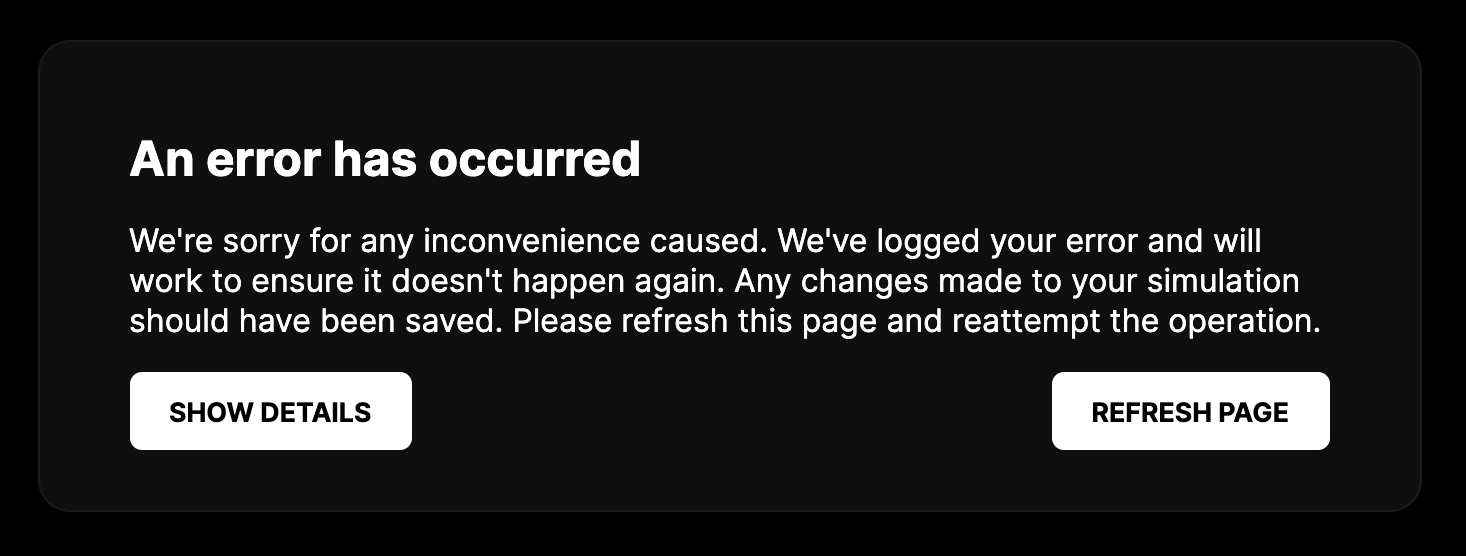 An error has occurred
We're sorry for any inconvenience caused. We've logged your error and will
work to ensure it doesn't happen again. Any changes made to your simulation
should have been saved. Please refresh this page and reattempt the operation.
SHOW DETAILS
REFRESH PAGE